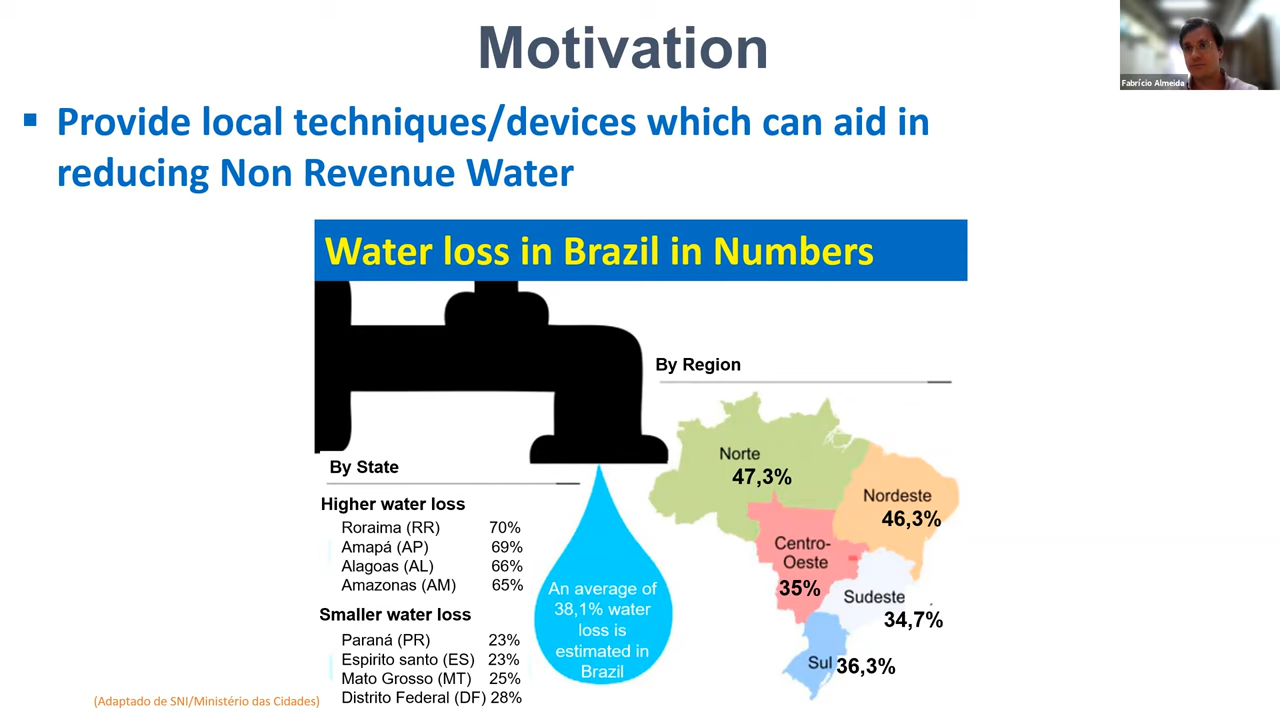 Motivation
Fabrício Almeida
▪ Provide local techniques/devices which can aid in
reducing Non Revenue Water
Water loss in Brazil in Numbers
By Region
Norte
47,3%
Nordeste
46,3%
Centro-
Oeste
35%
Sudeste
34,7%
Sul 36,3%
By State
Higher water loss
Roraima (RR) 70%
Amapá (AP) 69%
Alagoas (AL) 66%
Amazonas (AM) 65%
Smaller water loss
Paraná (PR) 23%
Espirito santo (ES) 23%
Mato Grosso (MT) 25%
Distrito Federal (DF) 28%
An average of
38,1% water
loss is
estimated in
Brazil
(Adaptado de SNI/Ministério das Cidades)